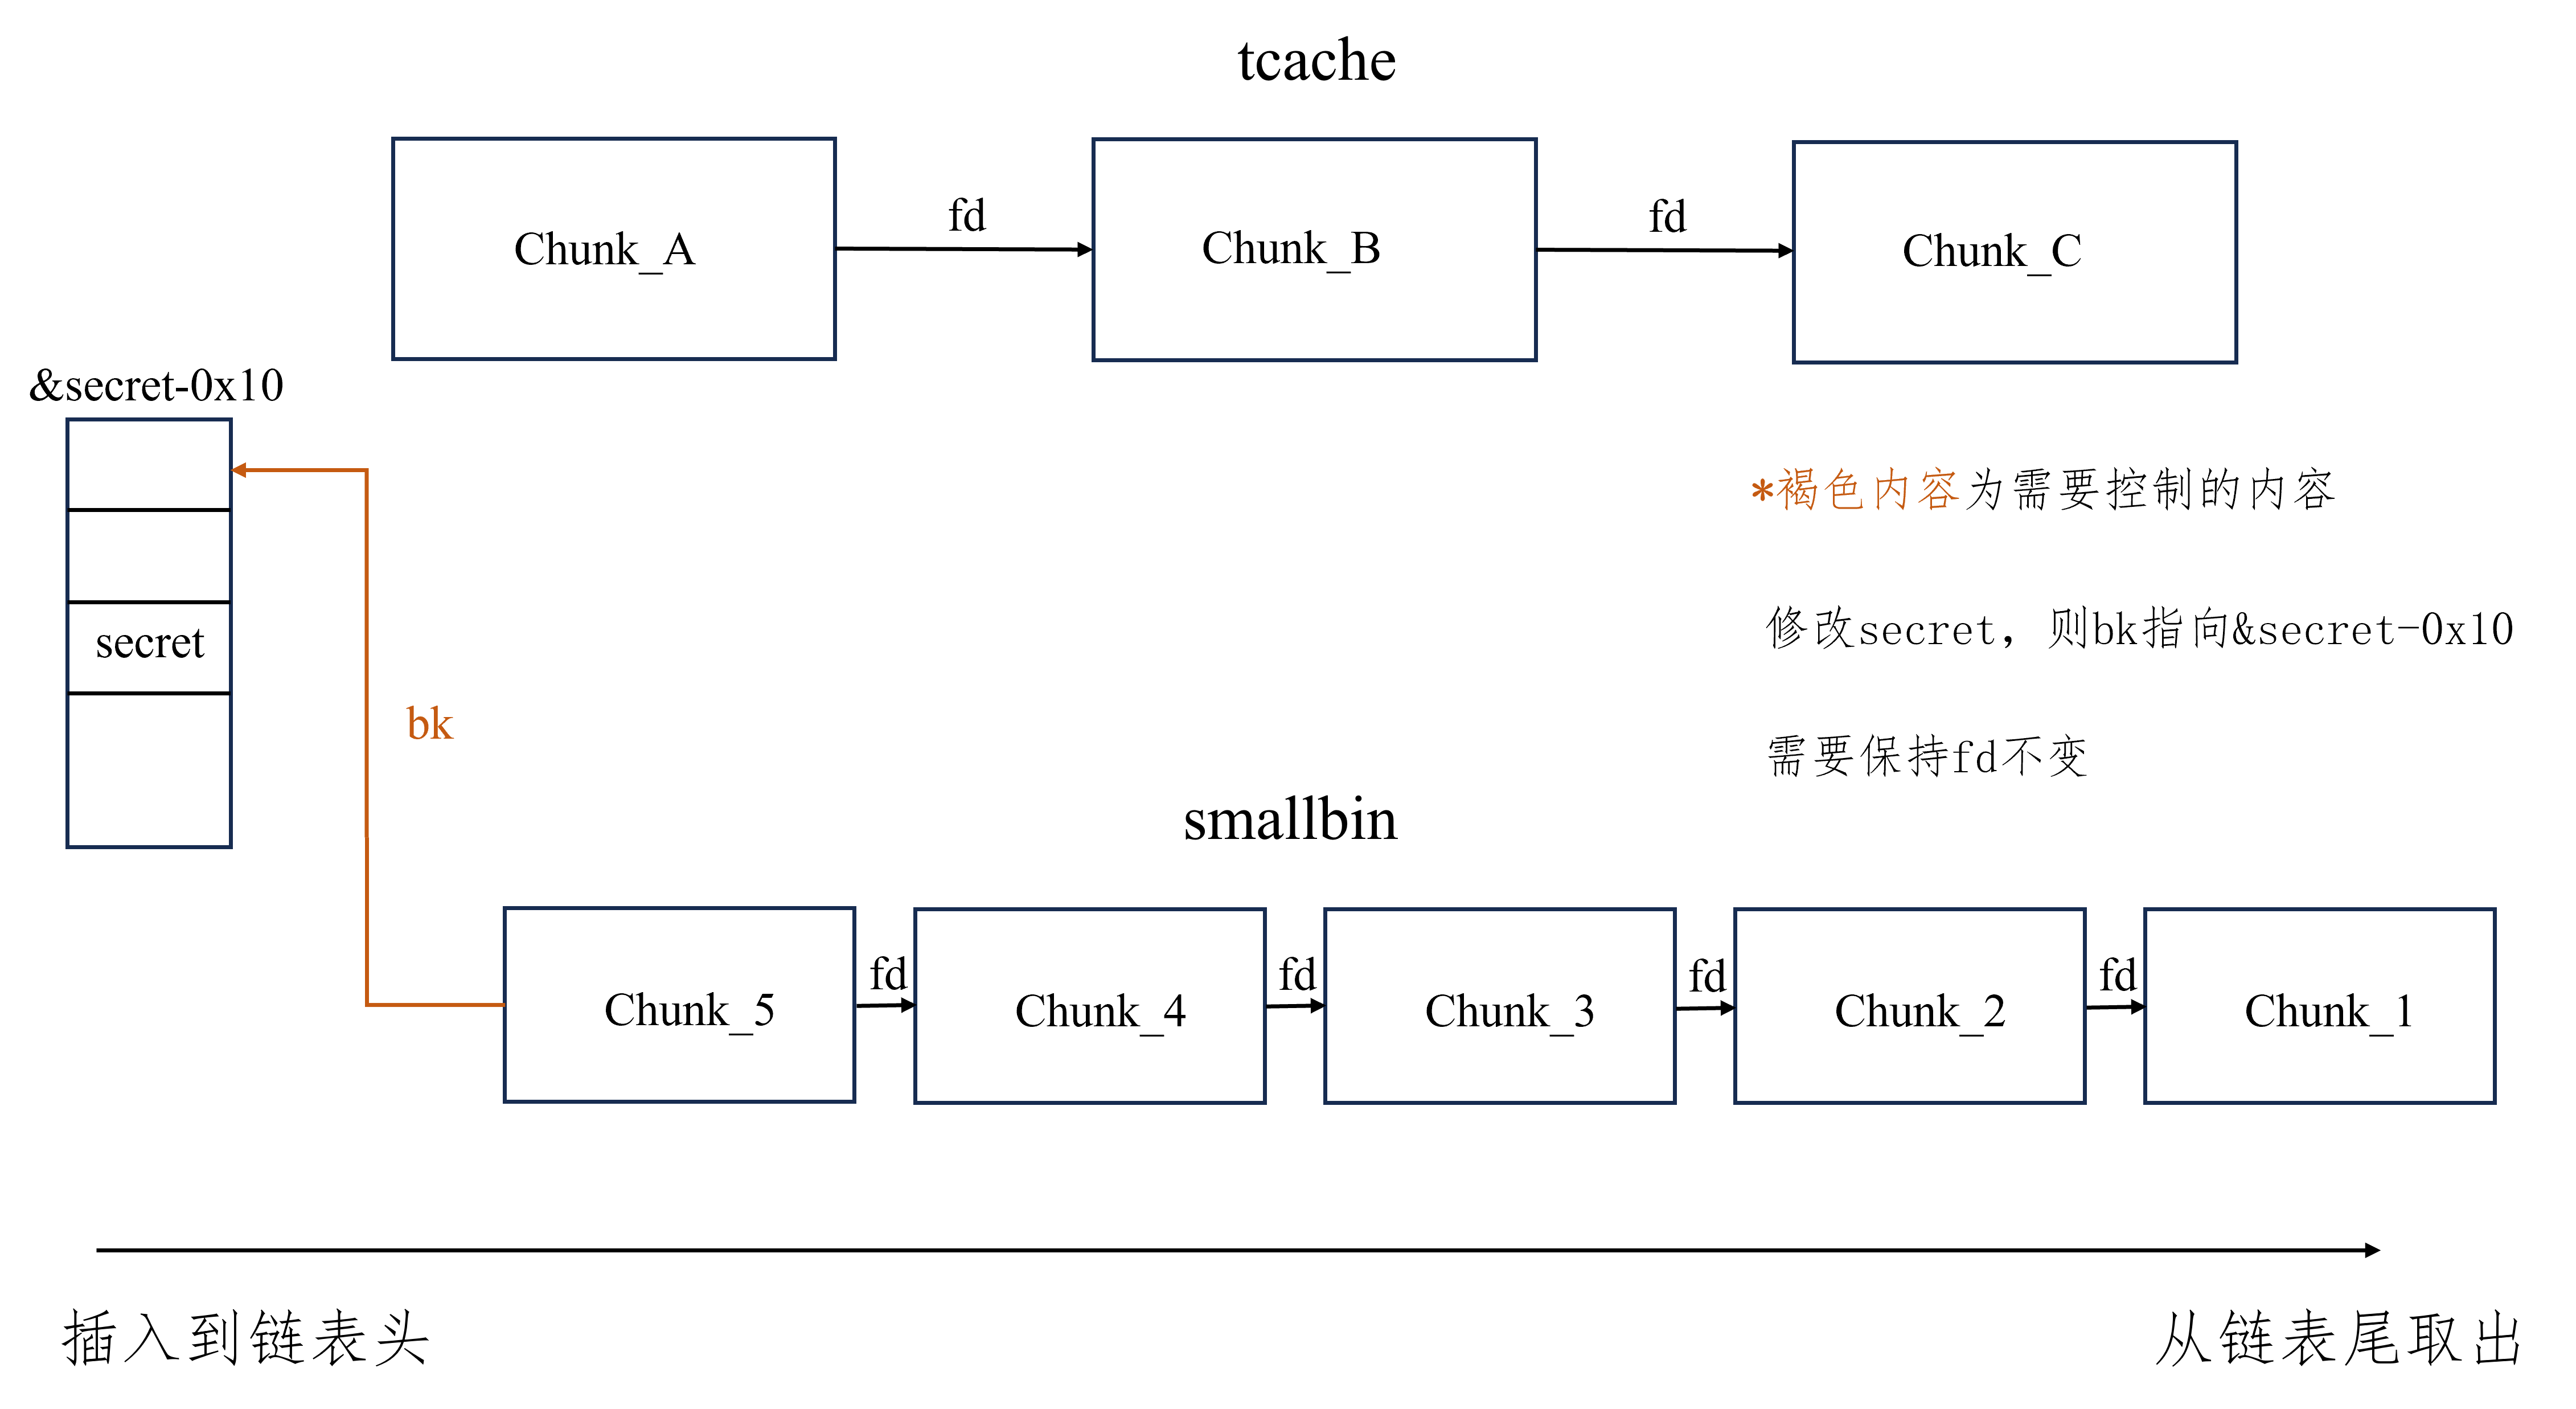 tcache
Chunk_A
fd
Chunk_B
fd
Chunk_C
&secret-0x10
secret
bk
*褐色内容为需要控制的内容
修改secret，则bk指向&secret-0x10
需要保持fd不变
smallbin
Chunk_5
fd
Chunk_4
fd
Chunk_3
fd
Chunk_2
fd
Chunk_1
插入到链表头
从链表尾取出